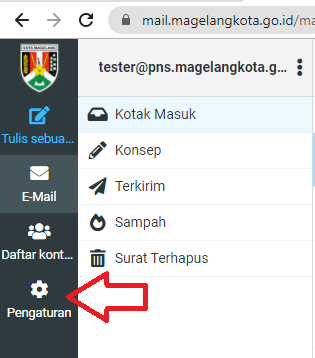 mail.magelangkota.go.id/ma
KOTA MAGELANG
tester@pns.magelangkota.g...
Tulis sebua...
E-Mail
Daftar kont...
Pengaturan
Kotak Masuk
Konsep
Terkirim
Sampah
Surat Terhapus